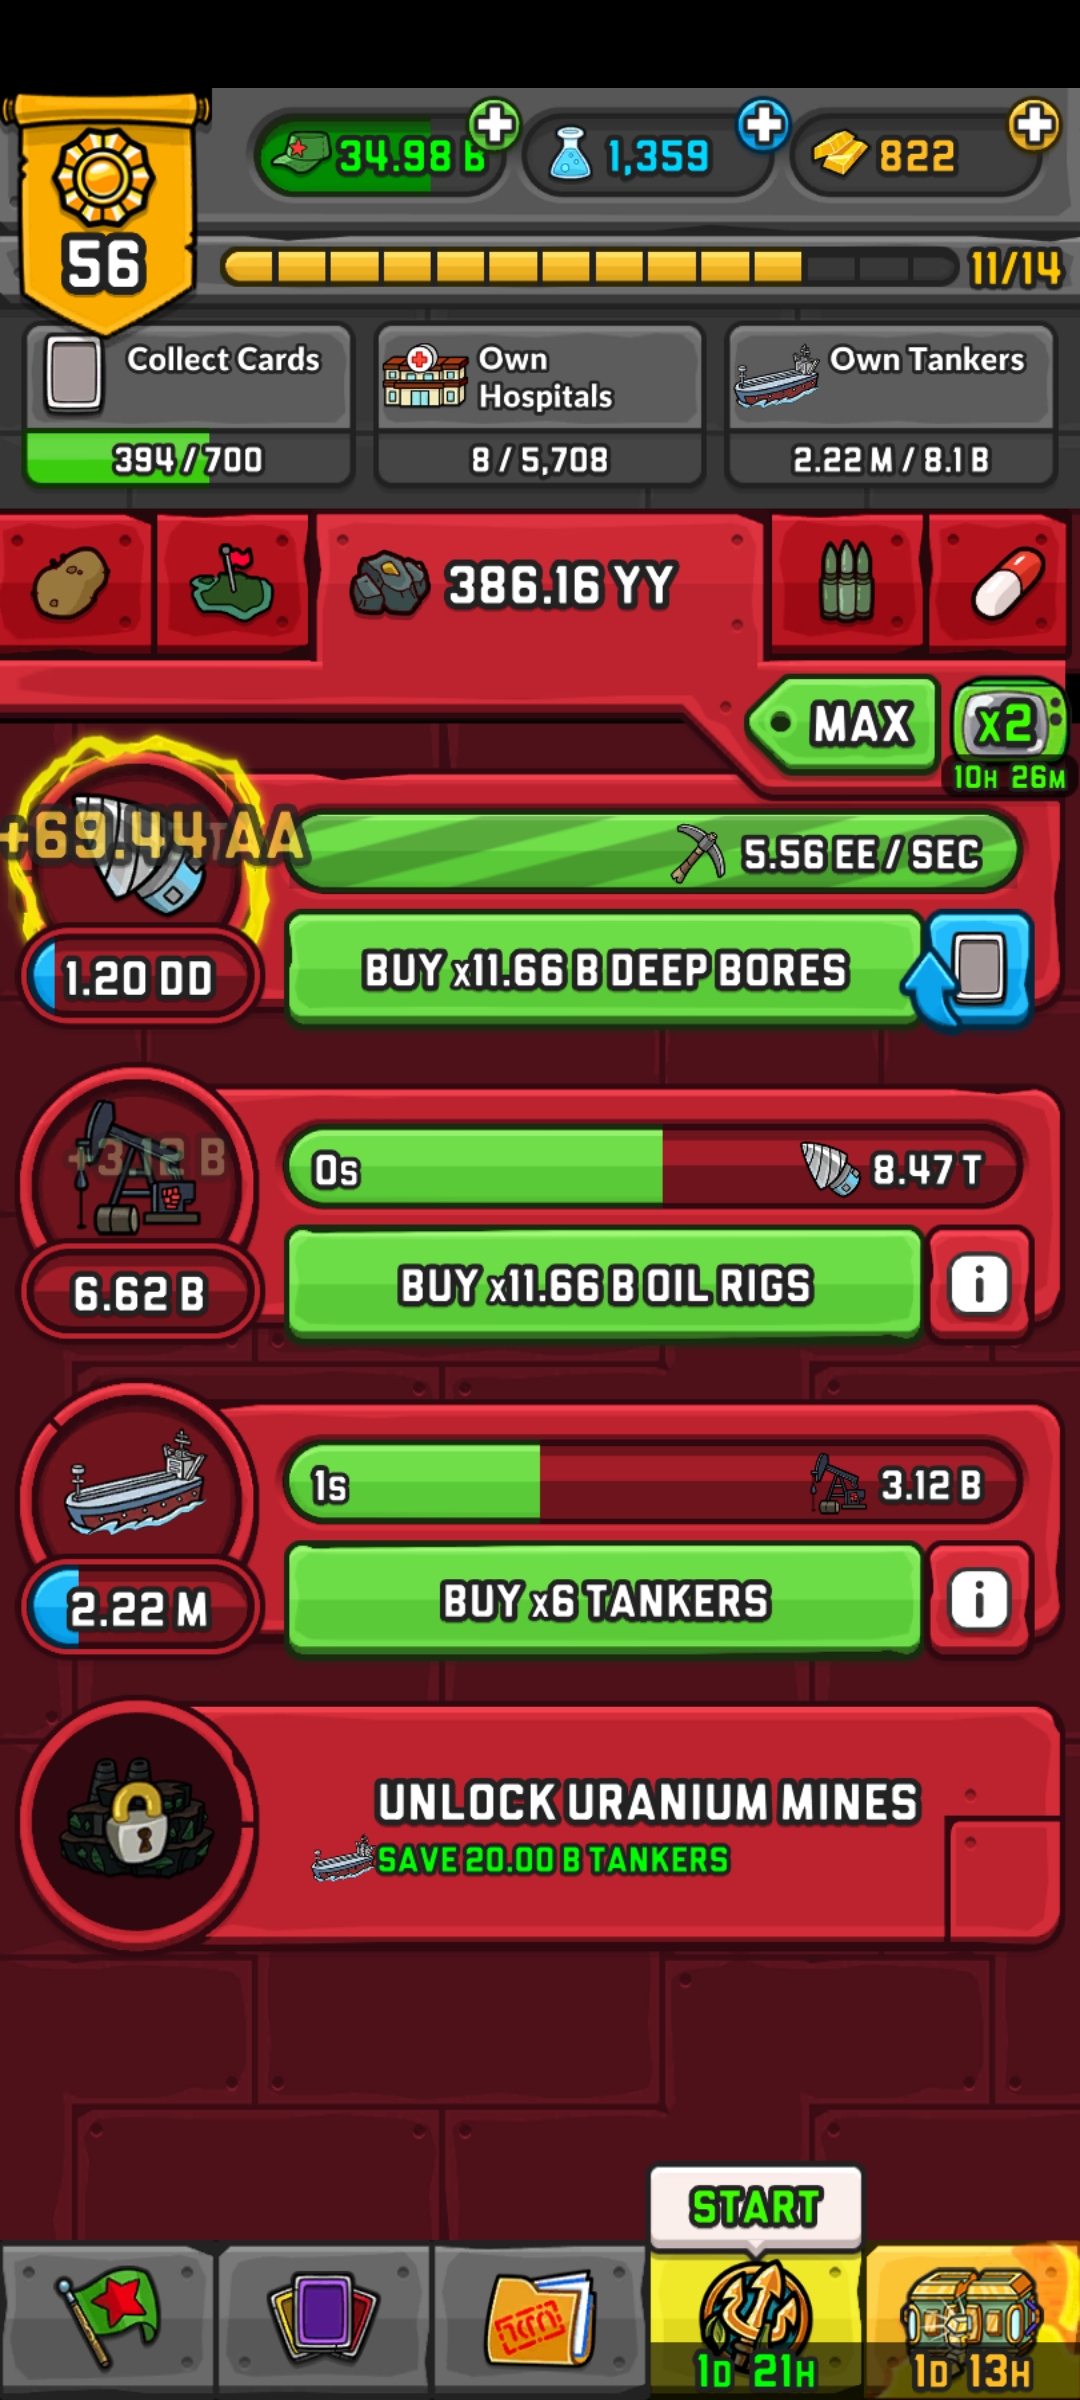 56
34.98 B
1,359
822
11/14
Collect Cards
394 / 700
Own
Hospitals
8 / 5,708
Own Tankers
2.22 M / 8.1 B
386.16 YY
MAX
x2
10H 26M
+69.44 AA
5.56 EE / SEC
1.20 DD
BUY x11.66 B DEEP BORES
+3.12 B
0s
8.47 T
6.62 B
BUY x11.66 B OIL RIGS
i
1s
3.12 B
2.22 M
BUY x6 TANKERS
i
UNLOCK URANIUM MINES
SAVE 20.00 B TANKERS
START
1D 21H
1D 13H